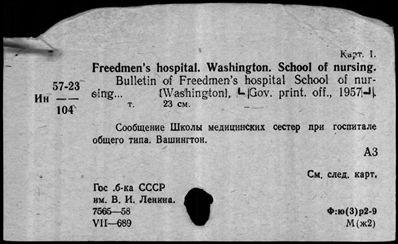 Карт. 1.
Freedmen's hospital. Washington. School of nursing.
Bulletin of Freedmen's hospital School of nur-
57-23
Ин
104
sing... [Washington], [Gov. print. off., 1957].
т. 23 см.
Сообщение Школы медицинских сестер при госпитале
общего типа. Вашингтон.
АЗ
См. след. карт.
Гос .б-ка СССР
им. В. И. Ленина.
7565—58
VII—689
Ф:ю(3)р2-9
М(ж2)